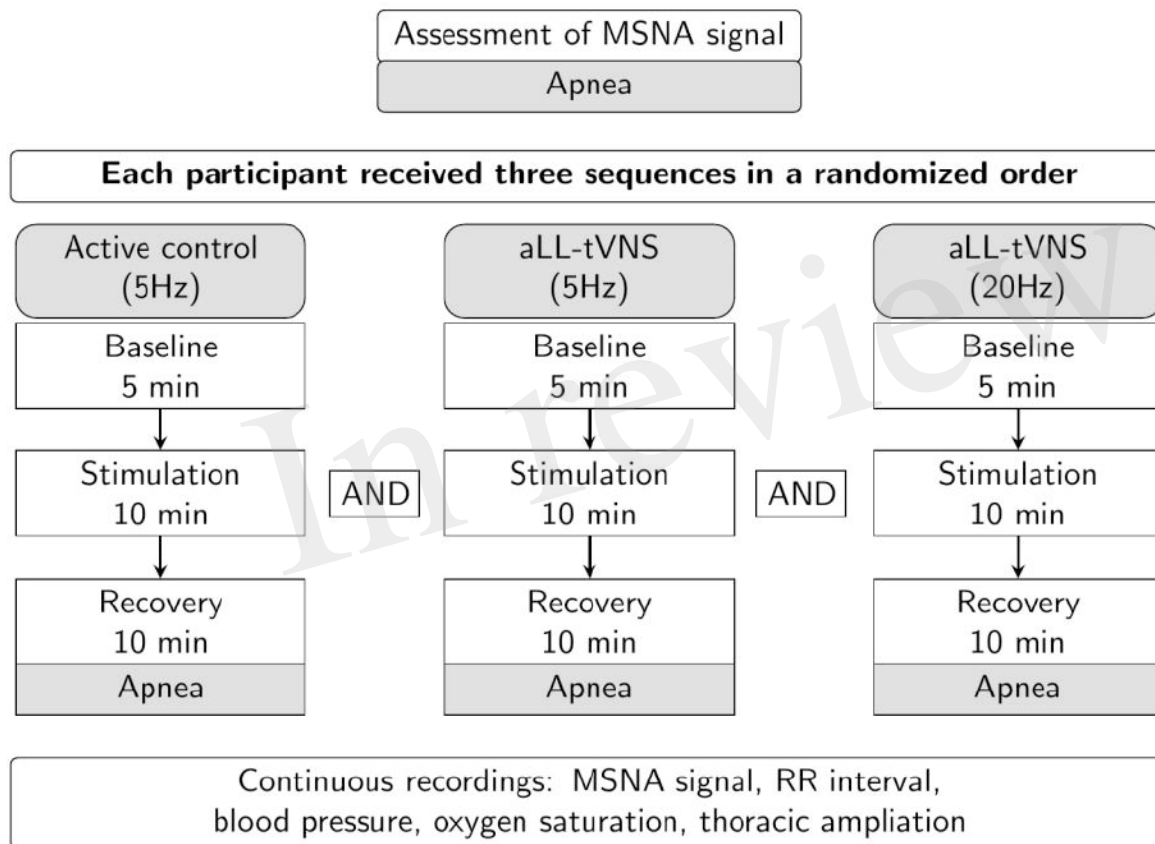 Assessment of MSNA signal
Apnea
Each participant received three sequences in a randomized order
Active control
(5Hz)
Baseline
5 min
Stimulation
10 min
Recovery
10 min
Apnea
AND
aLL-tVNS
(5Hz)
Baseline
5 min
Stimulation
10 min
Recovery
10 min
Apnea
AND
aLL-tVNS
(20Hz)
Baseline
5 min
Stimulation
10 min
Recovery
10 min
Apnea
Continuous recordings: MSNA signal, RR interval,
blood pressure, oxygen saturation, thoracic ampliation
In review